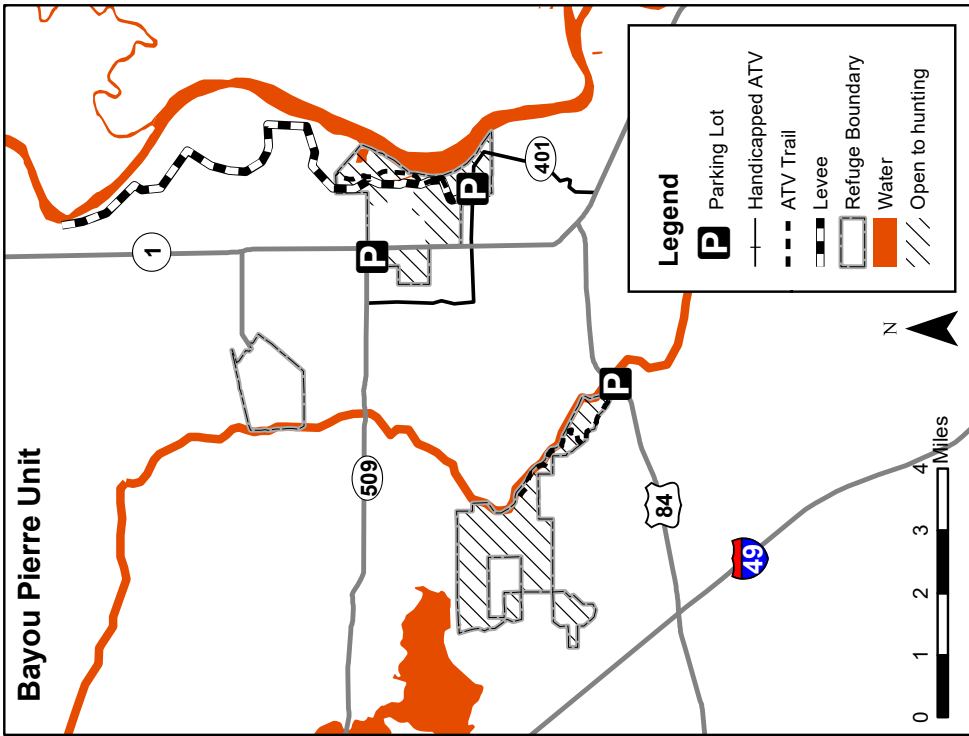 Bayou Pierre Unit
1
509
401
84
49
P
P
P
Legend
P Parking Lot
Handicapped ATV
ATV Trail
Levee
Refuge Boundary
Water
Open to hunting
N
0 1 2 3 4
Miles